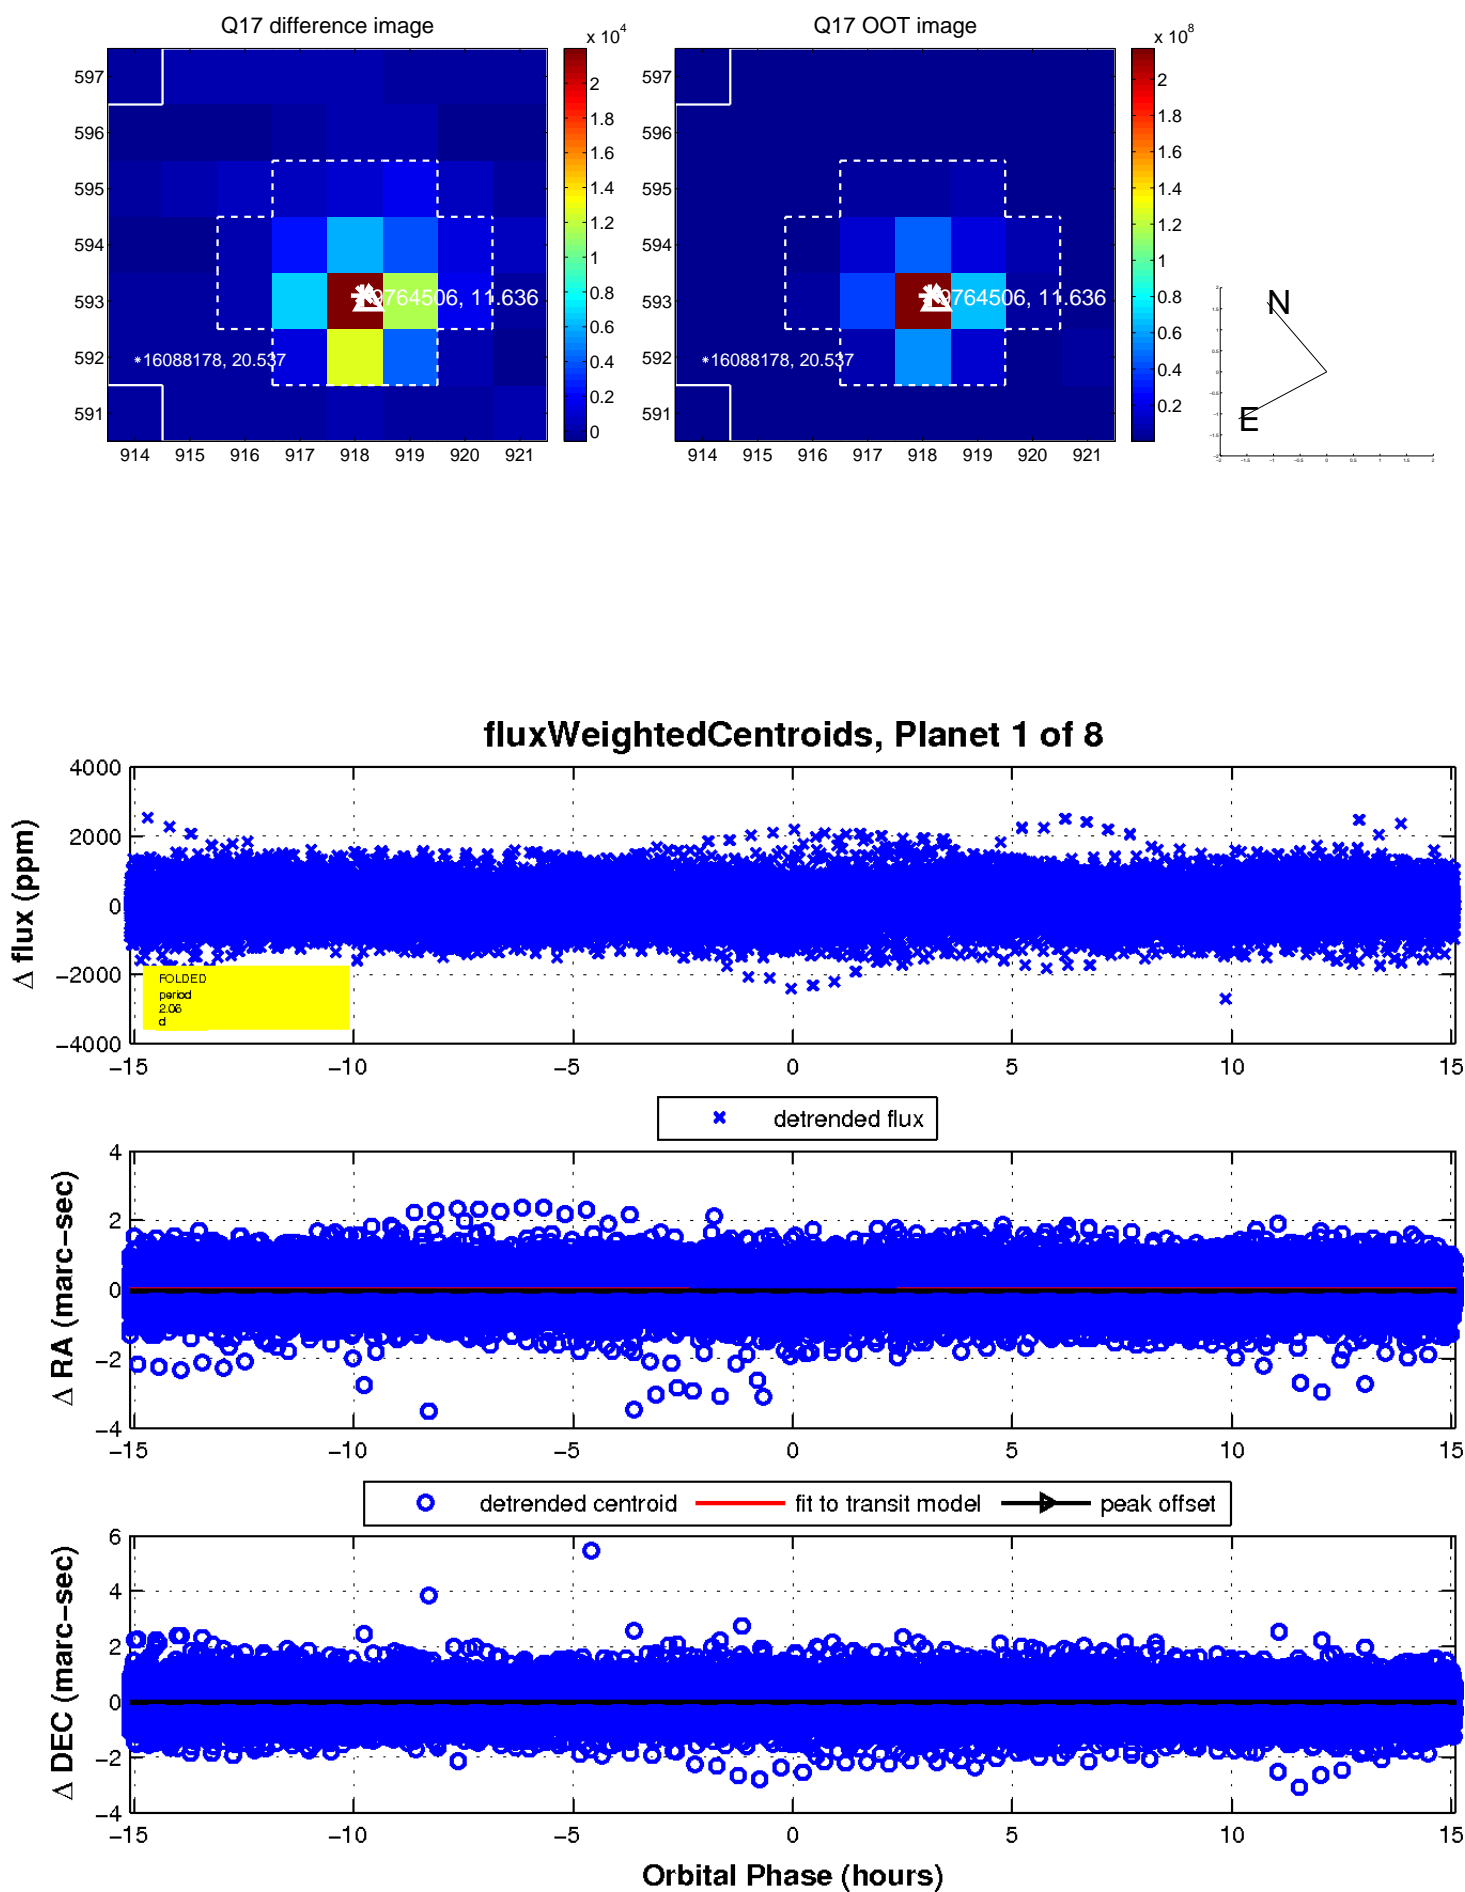 Q17 difference image
Q17 OOT image
x 10^4
x 10^8
597
596
595
594
593
592
591
914 915 916 917 918 919 920 921
2
1.8
1.6
1.4
1.2
1
0.8
0.6
0.4
0.2
0
9764506, 11.636
*16088178, 20.537
597
596
595
594
593
592
591
914 915 916 917 918 919 920 921
2
1.8
1.6
1.4
1.2
1
0.8
0.6
0.4
0.2
9764506, 11.636
*16088178, 20.537
N
E
fluxWeightedCentroids, Planet 1 of 8
Δ flux (ppm)
4000
2000
0
−2000
−4000
FOLDED
period
2.06
d
−15 −10 −5 0 5 10 15
detrended flux
Δ RA (marc−sec)
4
2
0
−2
−4
−15 −10 −5 0 5 10 15
detrended centroid fit to transit model peak offset
Δ DEC (marc−sec)
6
4
2
0
−2
−4
−15 −10 −5 0 5 10 15
Orbital Phase (hours)